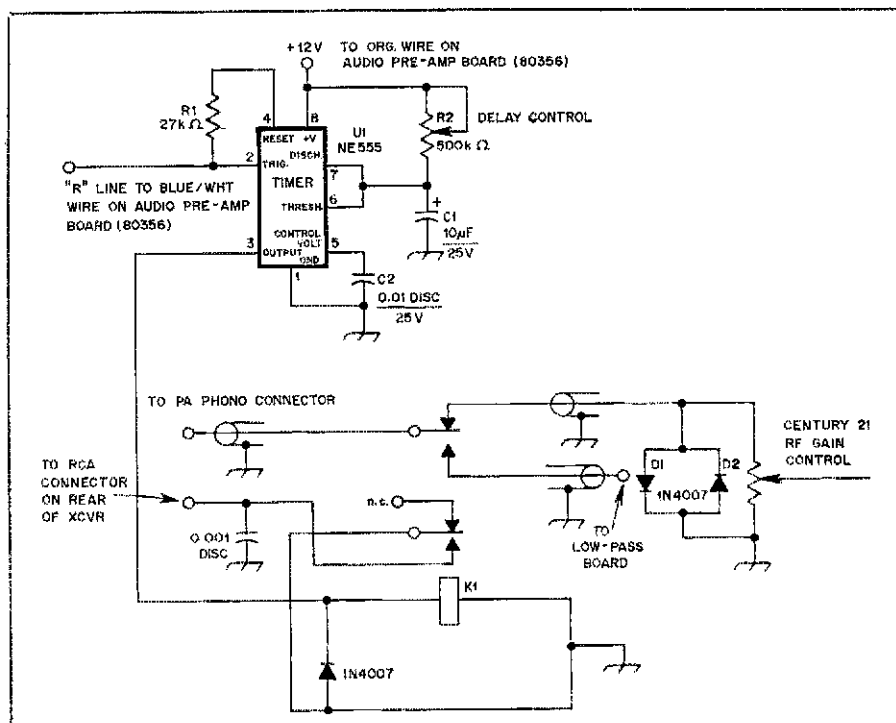 +12V
TO ORG. WIRE ON
AUDIO PRE-AMP BOARD (80356)
R1
27k Ω
4
8
RESET
+V
U1
NE555
R2
500k Ω
DELAY CONTROL
2
TRIG.
DISCH.
7
TIMER
6
THRESH.
"R" LINE TO BLUE/WHT
WIRE ON AUDIO PRE-AMP
BOARD (80356)
3
OUTPUT
CONTROL
VOLT
5
GND
1
+
C1
10µF
25V
C2
0.01 DISC
25V
TO PA PHONO CONNECTOR
TO RCA
CONNECTOR
ON REAR
OF XCVR
0.001
DISC
n.c.
TO
LOW-PASS
BOARD
D1
D2
1N4007
CENTURY 21
RF GAIN
CONTROL
K1
1N4007